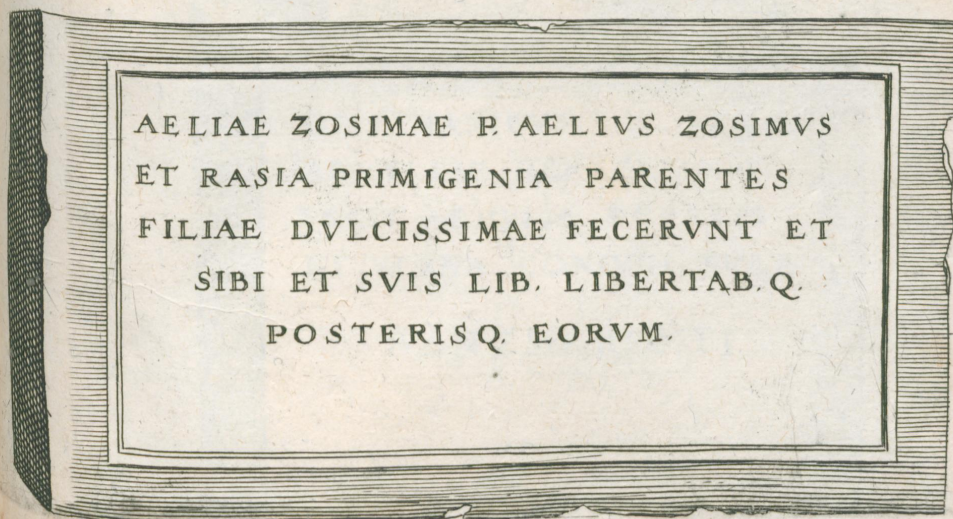 AELIAE ZOSIMAE P. AELIVS ZOSIMVS
ET RASIA PRIMIGENIA PARENTES
FILIAE DVLCISSIMAE FECERVNT ET
SIBI ET SVIS LIB. LIBERTAB.Q.
POSTERISQ. EORVM.